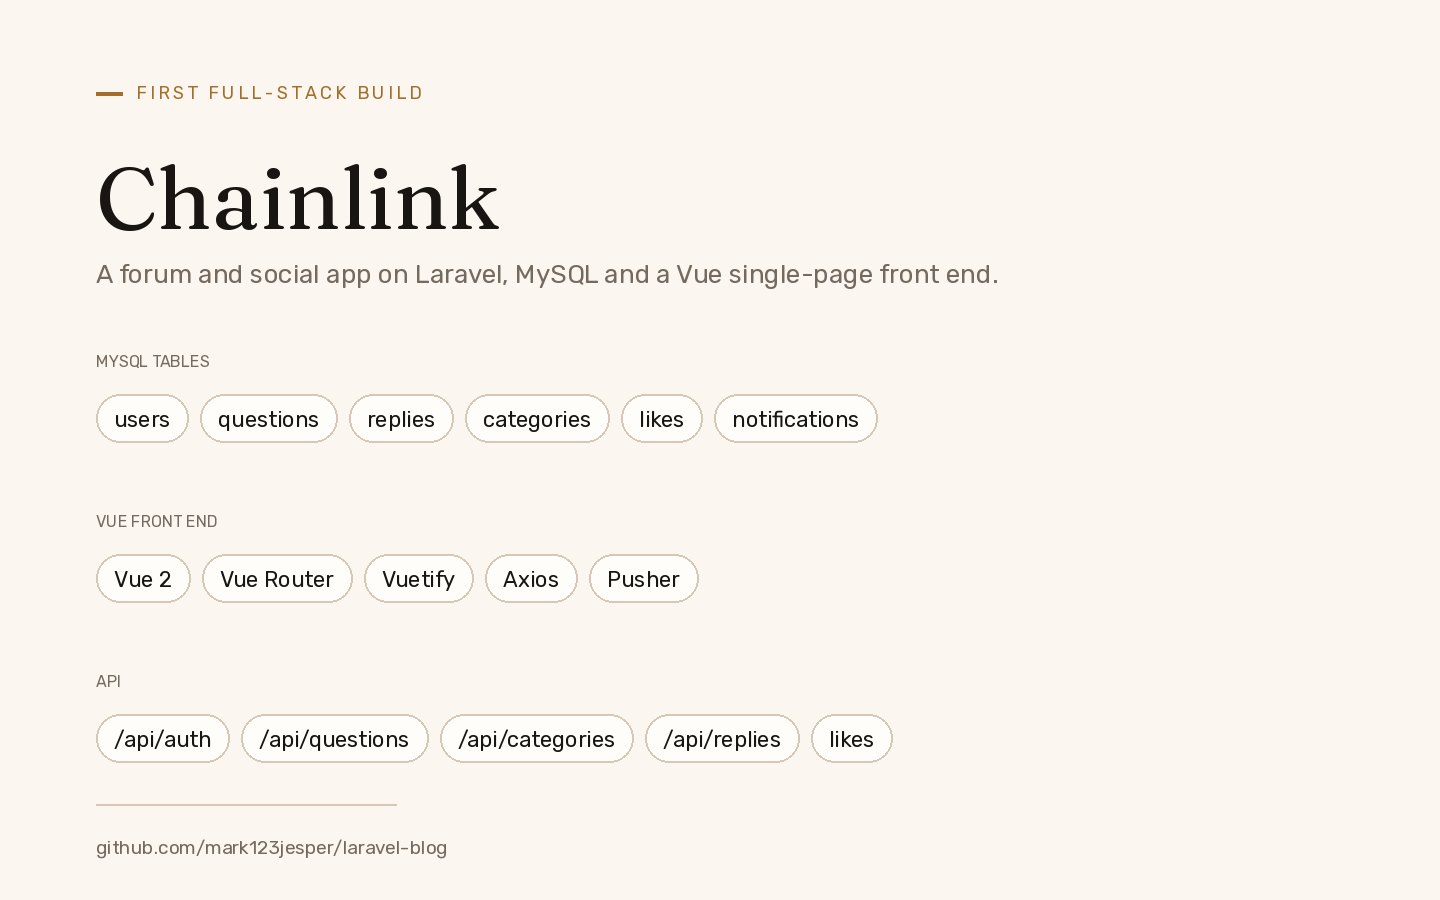 FIRST FULL-STACK BUILD
Chainlink
A forum and social app on Laravel, MySQL and a Vue single-page front end.
MYSQL TABLES
users questions replies categories likes notifications
VUE FRONT END
Vue 2 Vue Router Vuetify Axios Pusher
API
/api/auth /api/questions /api/categories /api/replies likes
github.com/mark123jesper/laravel-blog